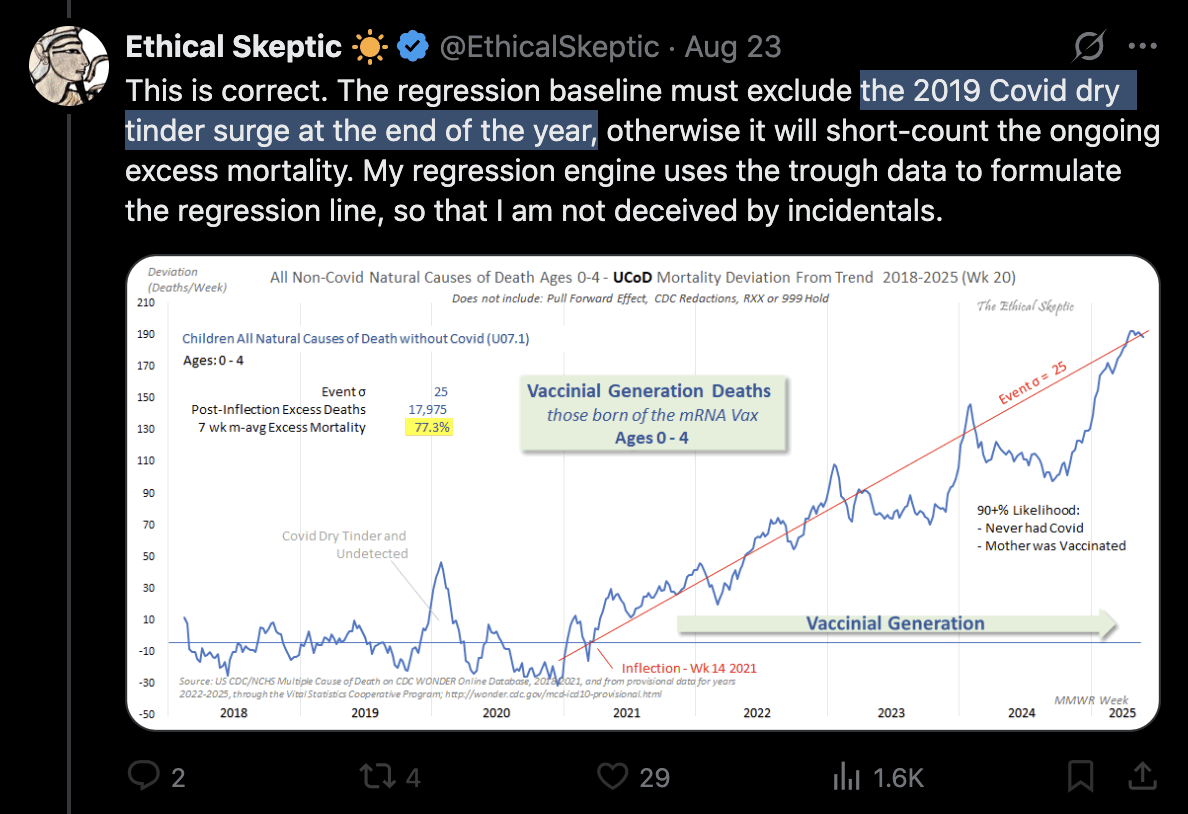 Ethical Skeptic @EthicalSkeptic · Aug 23
This is correct. The regression baseline must exclude the 2019 Covid dry
tinder surge at the end of the year, otherwise it will short-count the ongoing
excess mortality. My regression engine uses the trough data to formulate
the regression line, so that I am not deceived by incidentals.
Deviation
(Deaths/Week)
All Non-Covid Natural Causes of Death Ages 0-4 - UCoD Mortality Deviation From Trend 2018-2025 (Wk 20)
Does not include: Pull Forward Effect, CDC Redactions, RXX or 999 Hold
The Ethical Skeptic
210
190
170
150
130
110
90
70
50
30
10
-10
-30
-50
Children All Natural Causes of Death without Covid (U07.1)
Ages: 0 - 4
Event σ 25
Post-Inflection Excess Deaths 17,975
7 wk m-avg Excess Mortality 77.3%
Vaccinial Generation Deaths
those born of the mRNA Vax
Ages 0 - 4
Event σ = 25
Covid Dry Tinder and
Undetected
90+% Likelihood:
- Never had Covid
- Mother was Vaccinated
Vaccinial Generation
Inflection - Wk 14 2021
Source: US CDC/NCHS Multiple Cause of Death on CDC WONDER Online Database, 2018-2021, and from provisional data for years
2022-2025, through the Vital Statistics Cooperative Program; http://wonder.cdc.gov/mcd-icd10-provisional.html
MMWR Week
2018 2019 2020 2021 2022 2023 2024 2025
2 4 29 1.6K